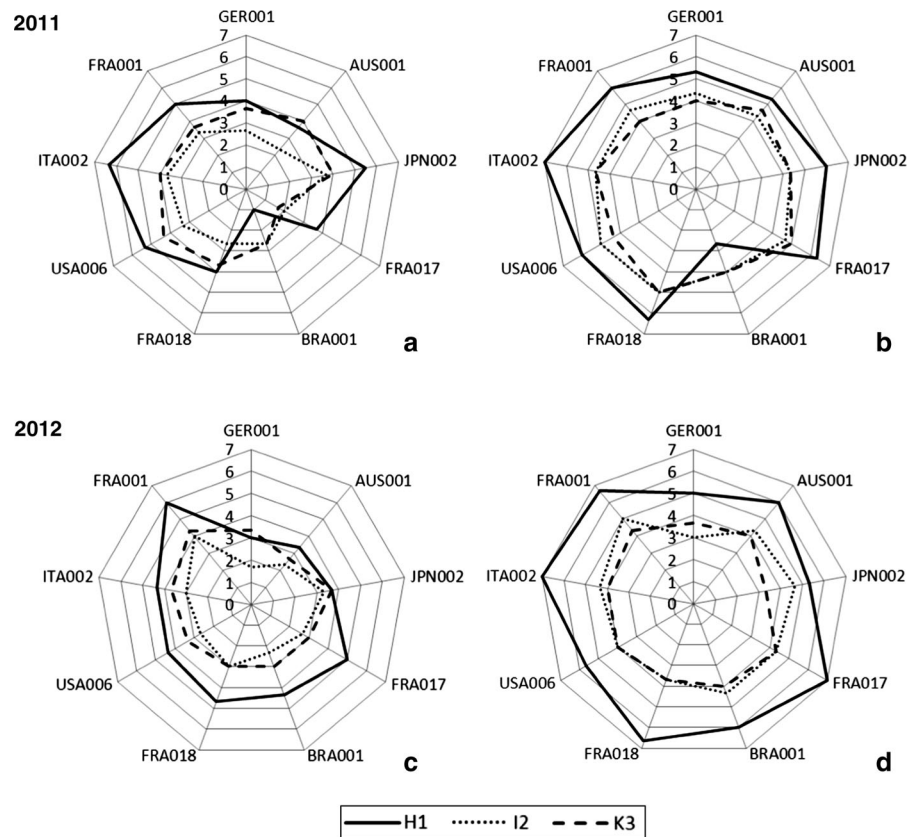 2011
GER001
7
6
5
4
3
2
1
0
AUS001
JPN002
FRA017
BRA001
FRA018
USA006
ITA002
FRA001
a
GER001
7
6
5
4
3
2
1
0
AUS001
JPN002
FRA017
BRA001
FRA018
USA006
ITA002
FRA001
b
2012
GER001
7
6
5
4
3
2
1
0
AUS001
JPN002
FRA017
BRA001
FRA018
USA006
ITA002
FRA001
c
GER001
7
6
5
4
3
2
1
0
AUS001
JPN002
FRA017
BRA001
FRA018
USA006
ITA002
FRA001
d
H1 I2 K3